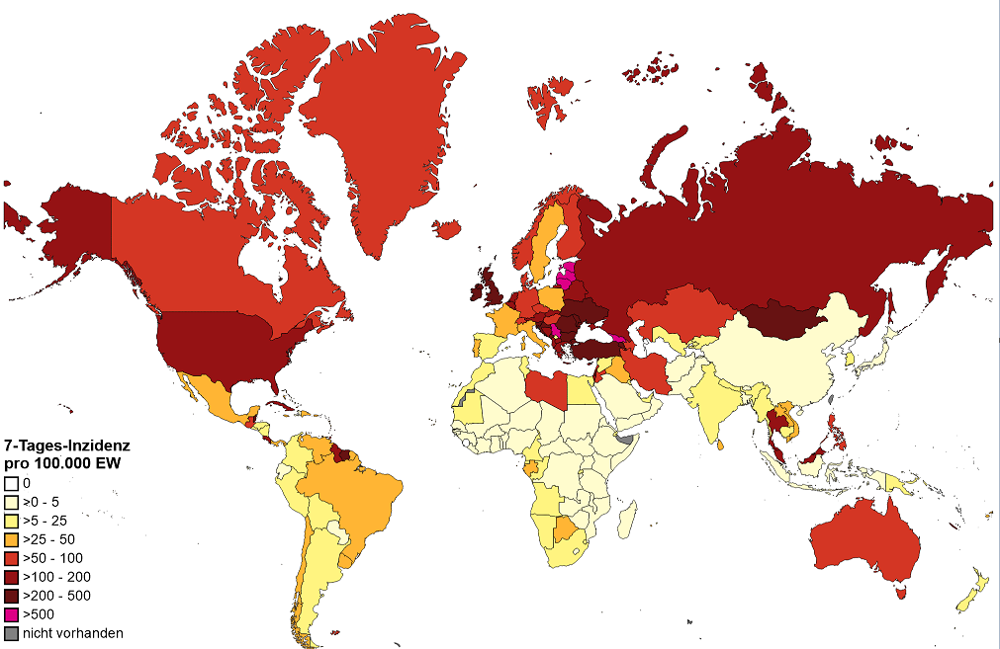 7-Tages-Inzidenz
pro 100.000 EW
0
>0 - 5
>5 - 25
>25 - 50
>50 - 100
>100 - 200
>200 - 500
>500
nicht vorhanden